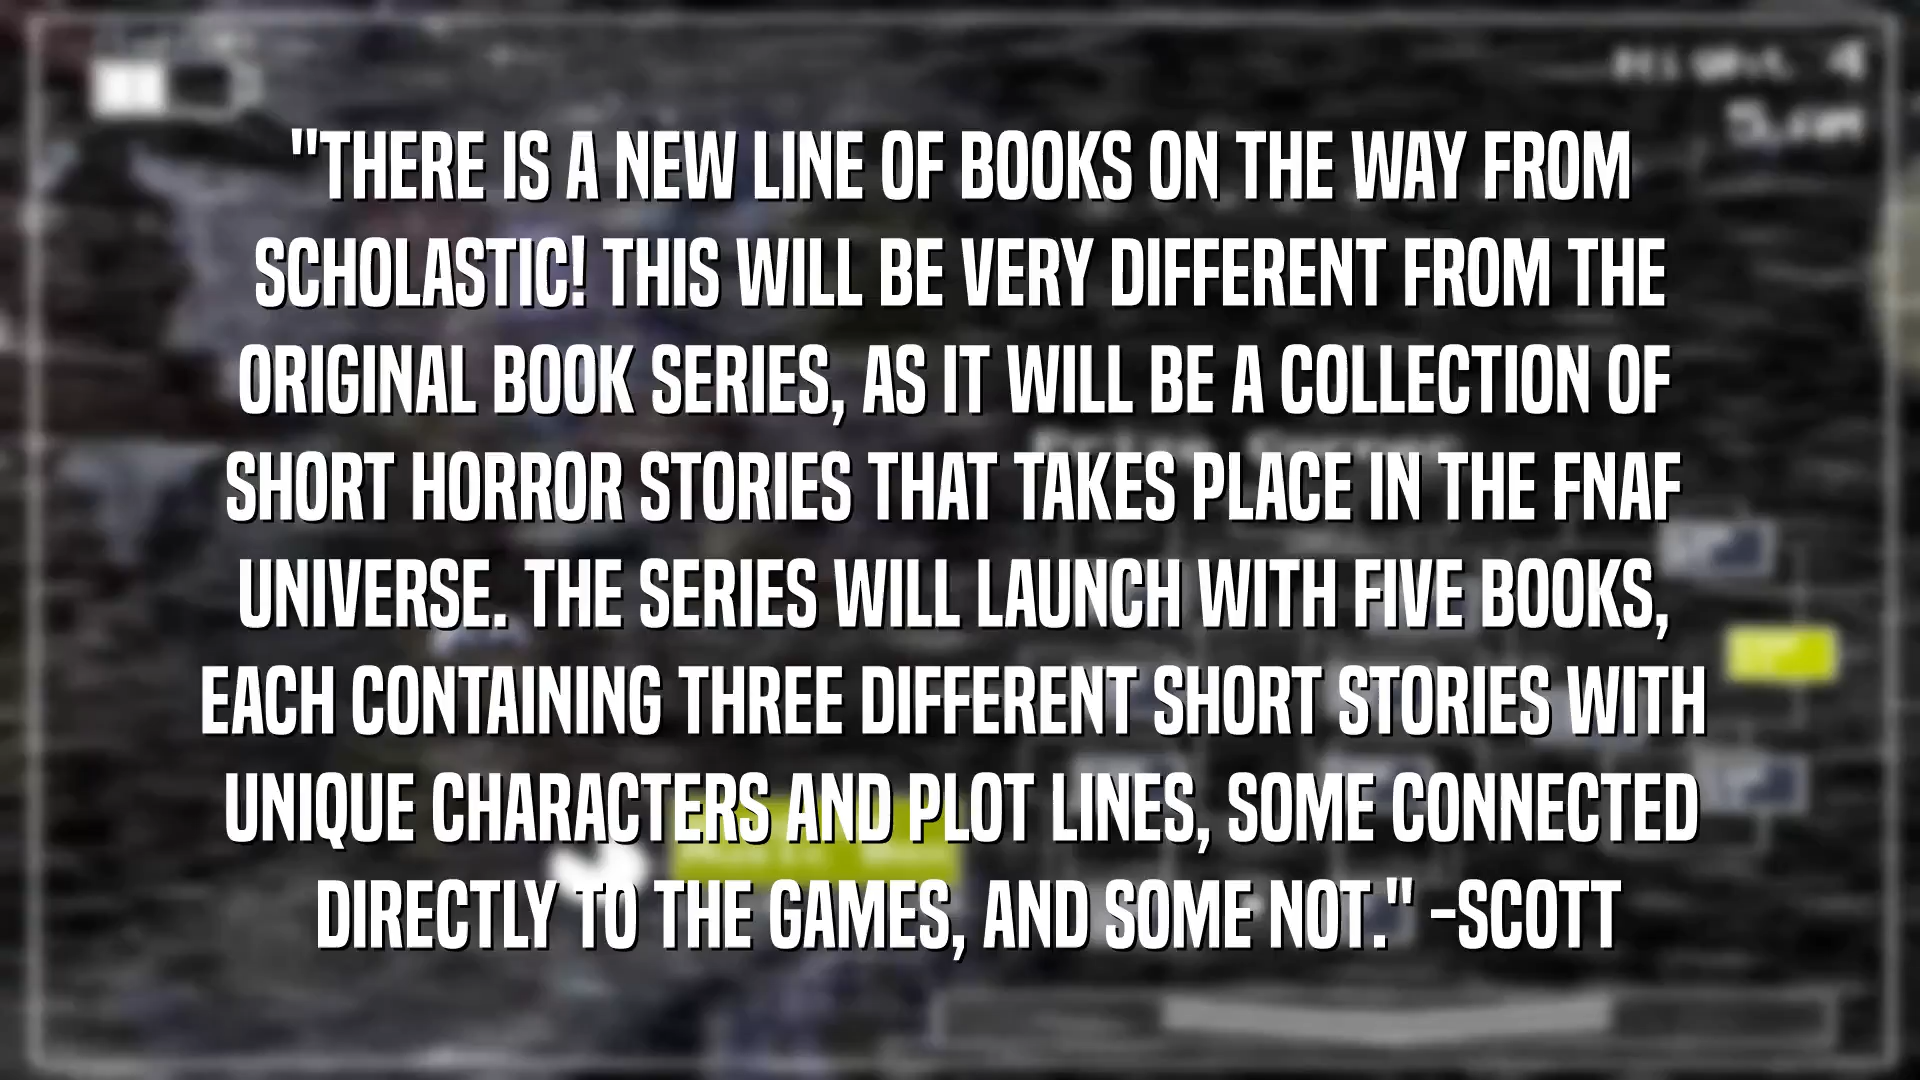 "THERE IS A NEW LINE OF BOOKS ON THE WAY FROM
SCHOLASTIC! THIS WILL BE VERY DIFFERENT FROM THE
ORIGINAL BOOK SERIES, AS IT WILL BE A COLLECTION OF
SHORT HORROR STORIES THAT TAKES PLACE IN THE FNAF
UNIVERSE. THE SERIES WILL LAUNCH WITH FIVE BOOKS,
EACH CONTAINING THREE DIFFERENT SHORT STORIES WITH
UNIQUE CHARACTERS AND PLOT LINES, SOME CONNECTED
DIRECTLY TO THE GAMES, AND SOME NOT." -SCOTT